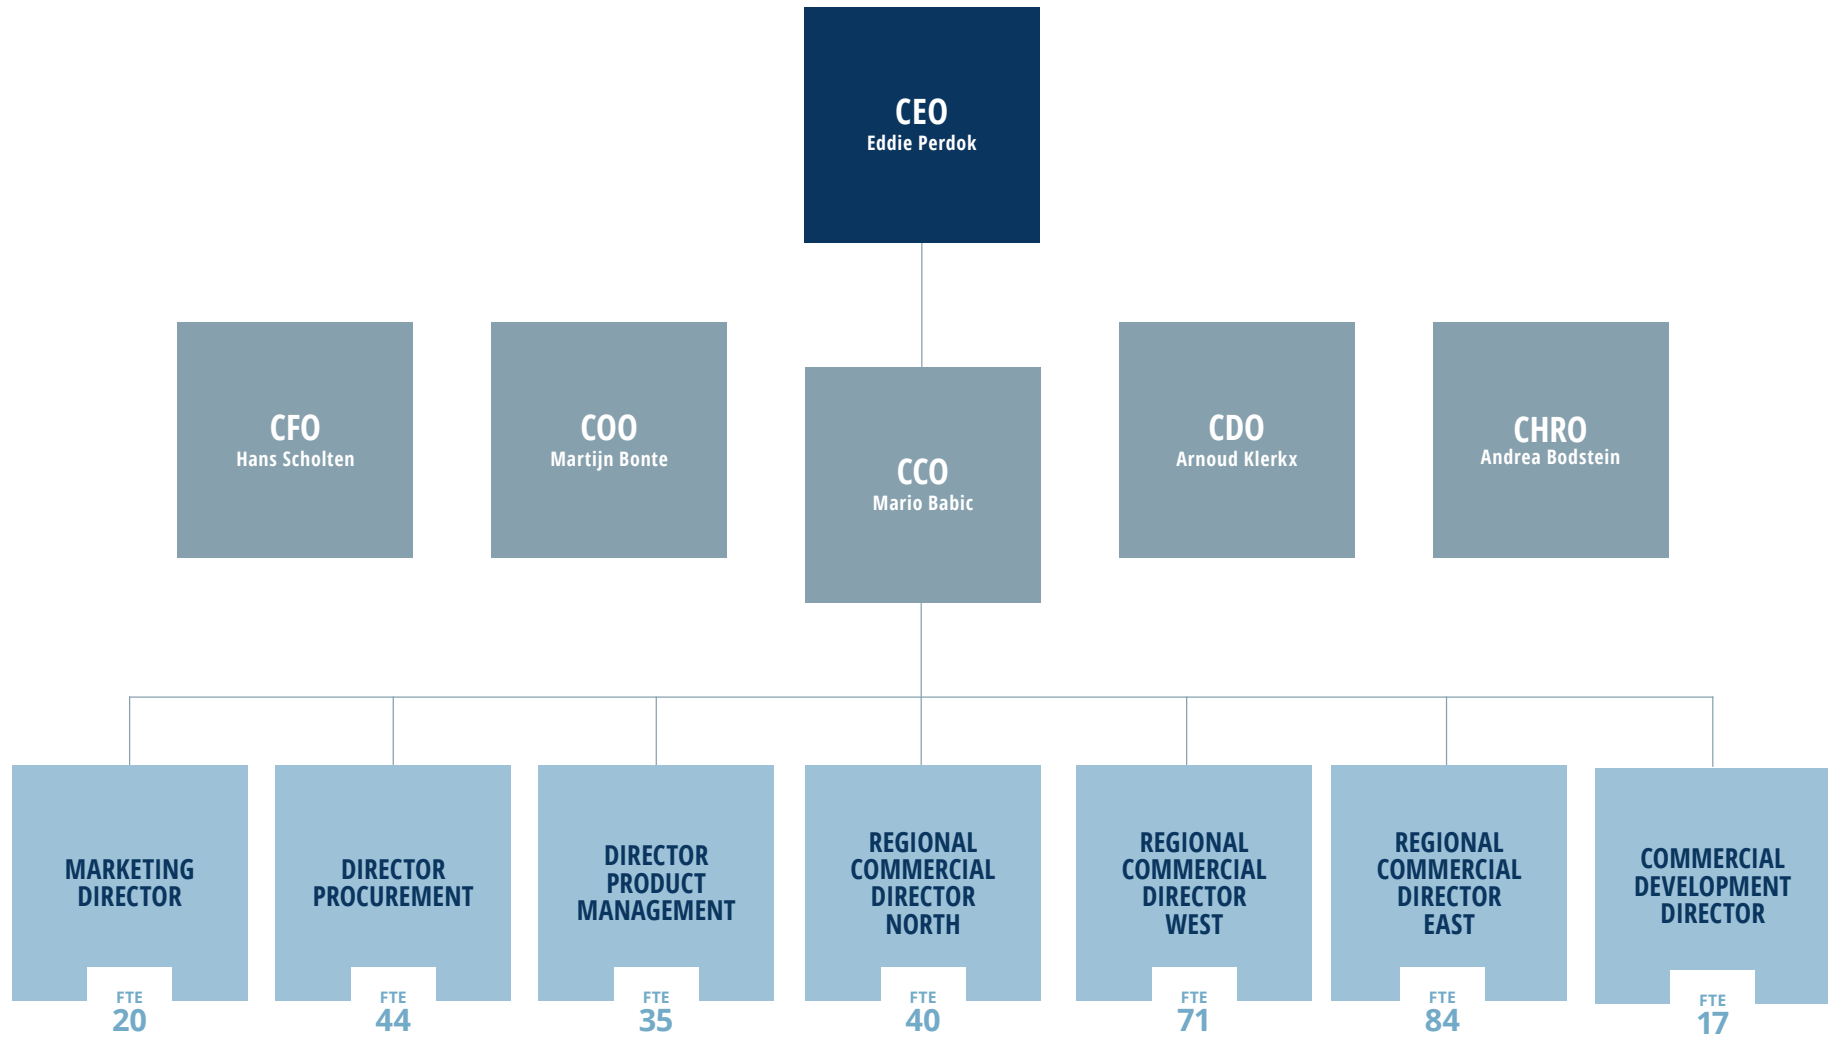 CEO
Eddie Perdok
CFO
Hans Scholten
COO
Martijn Bonte
CCO
Mario Babic
CDO
Arnoud Klerkx
CHRO
Andrea Bodstein
MARKETING
DIRECTOR
FTE
20
DIRECTOR
PROCUREMENT
FTE
44
DIRECTOR
PRODUCT
MANAGEMENT
FTE
35
REGIONAL
COMMERCIAL
DIRECTOR
NORTH
FTE
40
REGIONAL
COMMERCIAL
DIRECTOR
WEST
FTE
71
REGIONAL
COMMERCIAL
DIRECTOR
EAST
FTE
84
COMMERCIAL
DEVELOPMENT
DIRECTOR
FTE
17